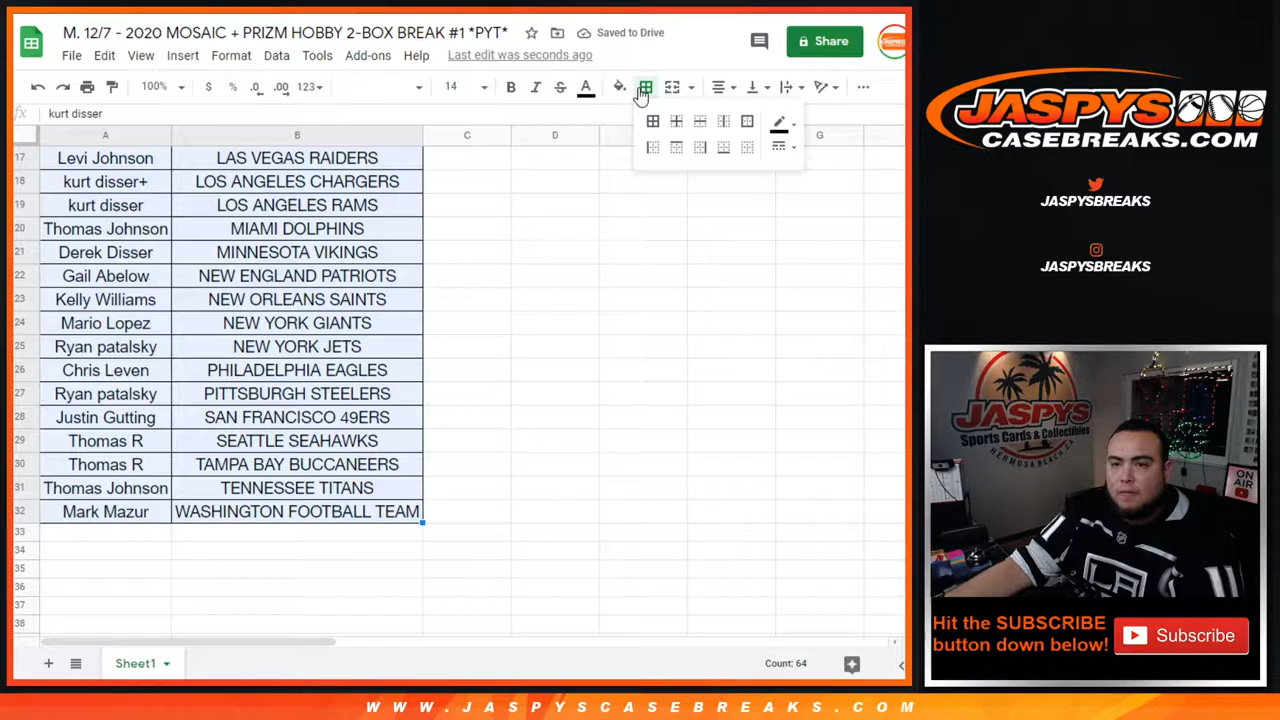 M. 12/7 - 2020 MOSAIC + PRIZM HOBBY 2-BOX BREAK #1 *PYT*
Saved to Drive
Share
File Edit View Insert Format Data Tools Add-ons Help Last edit was seconds ago
100% $ % .0 .00 123 14 B I S A
fx kurt disser
A B C D G
17 Levi Johnson LAS VEGAS RAIDERS
18 kurt disser+ LOS ANGELES CHARGERS
19 kurt disser LOS ANGELES RAMS
20 Thomas Johnson MIAMI DOLPHINS
21 Derek Disser MINNESOTA VIKINGS
22 Gail Abelow NEW ENGLAND PATRIOTS
23 Kelly Williams NEW ORLEANS SAINTS
24 Mario Lopez NEW YORK GIANTS
25 Ryan patalsky NEW YORK JETS
26 Chris Leven PHILADELPHIA EAGLES
27 Ryan patalsky PITTSBURGH STEELERS
28 Justin Gutting SAN FRANCISCO 49ERS
29 Thomas R SEATTLE SEAHAWKS
30 Thomas R TAMPA BAY BUCCANEERS
31 Thomas Johnson TENNESSEE TITANS
32 Mark Mazur WASHINGTON FOOTBALL TEAM
33
34
35
36
37
38
Sheet1
Count: 64
JASPYS
CASEBREAKS.COM
JASPYSBREAKS
JASPYSBREAKS
JASPYS
Sports Cards & Collectibles
HERMOSA BEACH, CA
ON AIR
LA
Hit the SUBSCRIBE
button down below!
Subscribe
WWW.JASPYSCASEBREAKS.COM